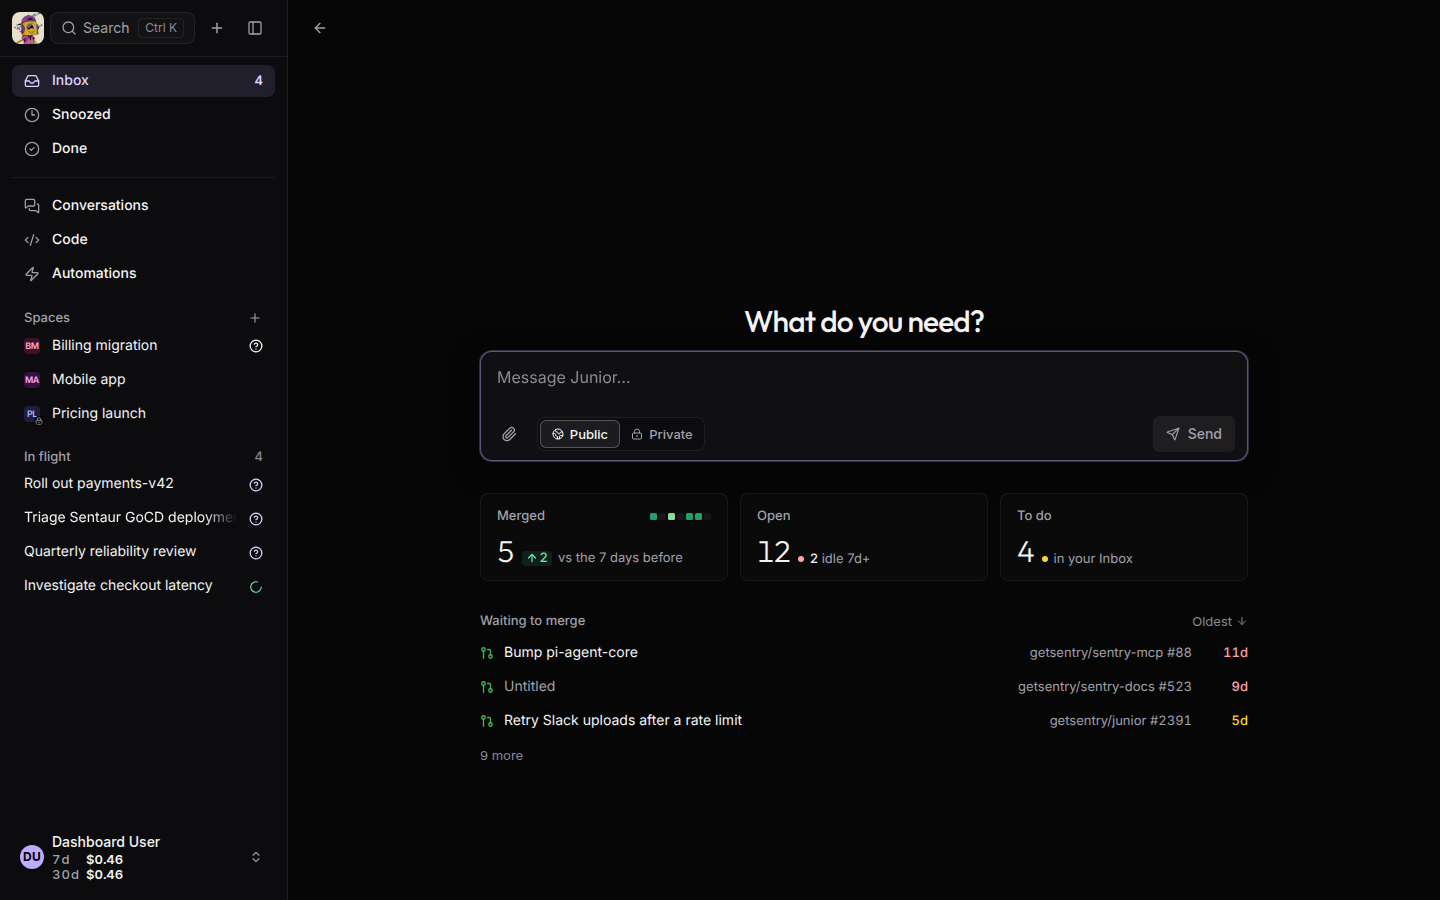 Search Ctrl K
Inbox 4
Snoozed
Done
Conversations
Code
Automations
Spaces
BM Billing migration
MA Mobile app
PL Pricing launch
In flight 4
Roll out payments-v42
Triage Sentaur GoCD deployme
Quarterly reliability review
Investigate checkout latency
DU Dashboard User
7d $0.46
30d $0.46
What do you need?
Message Junior...
Public Private Send
Merged
5 2 vs the 7 days before
Open
12 2 idle 7d+
To do
4 in your Inbox
Waiting to merge Oldest
Bump pi-agent-core getsentry/sentry-mcp #88 11d
Untitled getsentry/sentry-docs #523 9d
Retry Slack uploads after a rate limit getsentry/junior #2391 5d
9 more